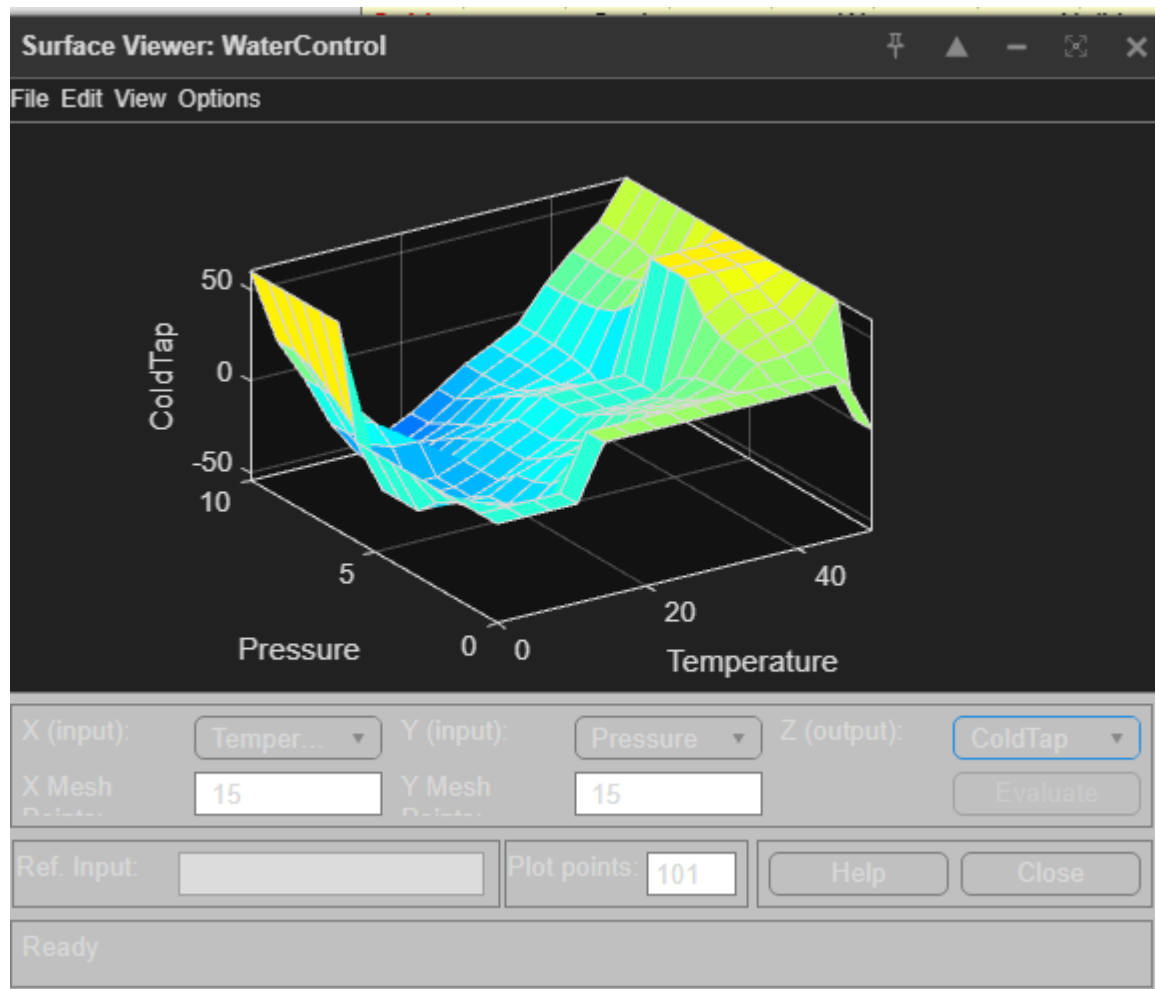 Surface Viewer: WaterControl
File Edit View Options
50
0
-50
ColdTap
10
5
0
Pressure
0
20
40
Temperature
X (input): Temper... Y (input): Pressure Z (output): ColdTap
X Mesh 15 Y Mesh 15 Evaluate
Ref. Input: Plot points: 101 Help Close
Ready